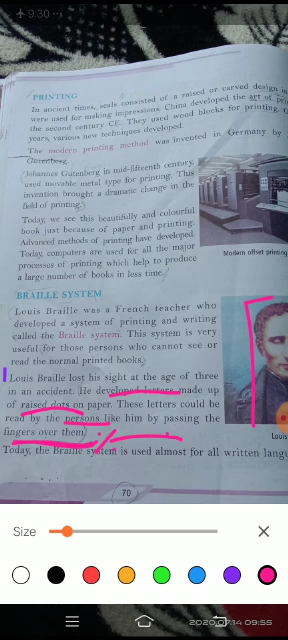 9:30
PRINTING
In ancient times, seals consisted of a raised or carved design
were used for making impressions. China developed the art of
the second century CE. They used wood blocks for printing.
years, various new techniques developed.
The modern printing method was invented in Germany by
Gutenberg.
Johannes Gutenberg in mid-fifteenth century,
used movable metal type for printing. This
invention brought a dramatic change in the
field of printing.
Today, we see this beautifully and colourful
book just because of paper and printing.
Advanced methods of printing have developed.
Today, computers are used for all the major
processes of printing which help to produce
a large number of books in less time.
Modern offset printing
BRAILLE SYSTEM
Louis Braille was a French teacher who
developed a system of printing and writing
called the Braille system. This system is very
useful for those persons who cannot see or
read the normal printed books.
Louis Braille lost his sight at the age of three
in an accident. He developed letters made up
of raised dots on paper. These letters could be
read by the persons like him by passing the
fingers over them.
Louis
Today, the Braille system is used almost for all written
70
Size
2020.07.14 09:55